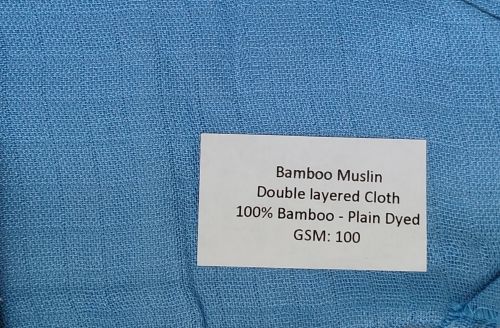 Bamboo Muslin
Double layered Cloth
100% Bamboo - Plain Dyed
GSM: 100